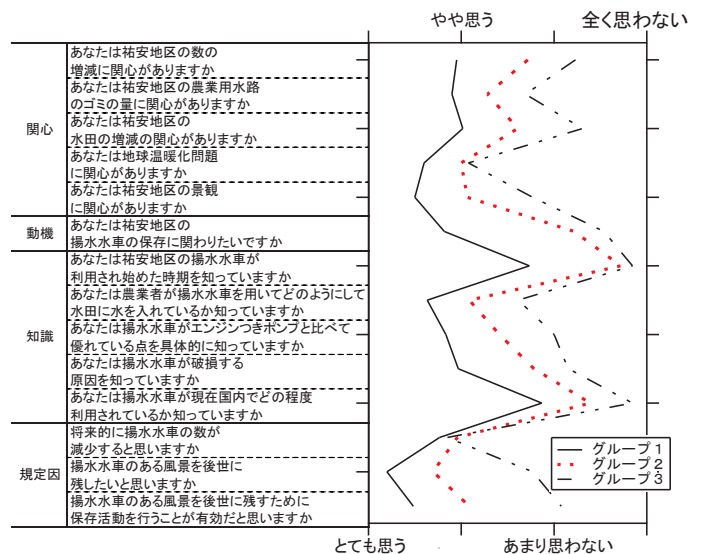 やや思う 全く思わない
関心
あなたは祐安地区の数の
増減に関心がありますか
あなたは祐安地区の農業用水路
のゴミの量に関心がありますか
あなたは祐安地区の
水田の増減の関心がありますか
あなたは地球温暖化問題
に関心がありますか
あなたは祐安地区の景観
に関心がありますか
動機
あなたは祐安地区の
揚水水車の保存に関わりたいですか
知識
あなたは祐安地区の揚水水車が
利用され始めた時期を知っていますか
あなたは農業者が揚水水車を用いてどのようにして
水田に水を入れているか知っていますか
あなたは揚水水車がエンジンつきポンプと比べて
優れている点を具体的に知っていますか
あなたは揚水水車が破損する
原因を知っていますか
あなたは揚水水車が現在国内でどの程度
利用されているか知っていますか
規定因
将来的に揚水水車の数が
減少すると思いますか
揚水水車のある風景を後世に
残したいと思いますか
揚水水車のある風景を後世に残すために
保存活動を行うことが有効だと思いますか
グループ1
グループ2
グループ3
とても思う あまり思わない